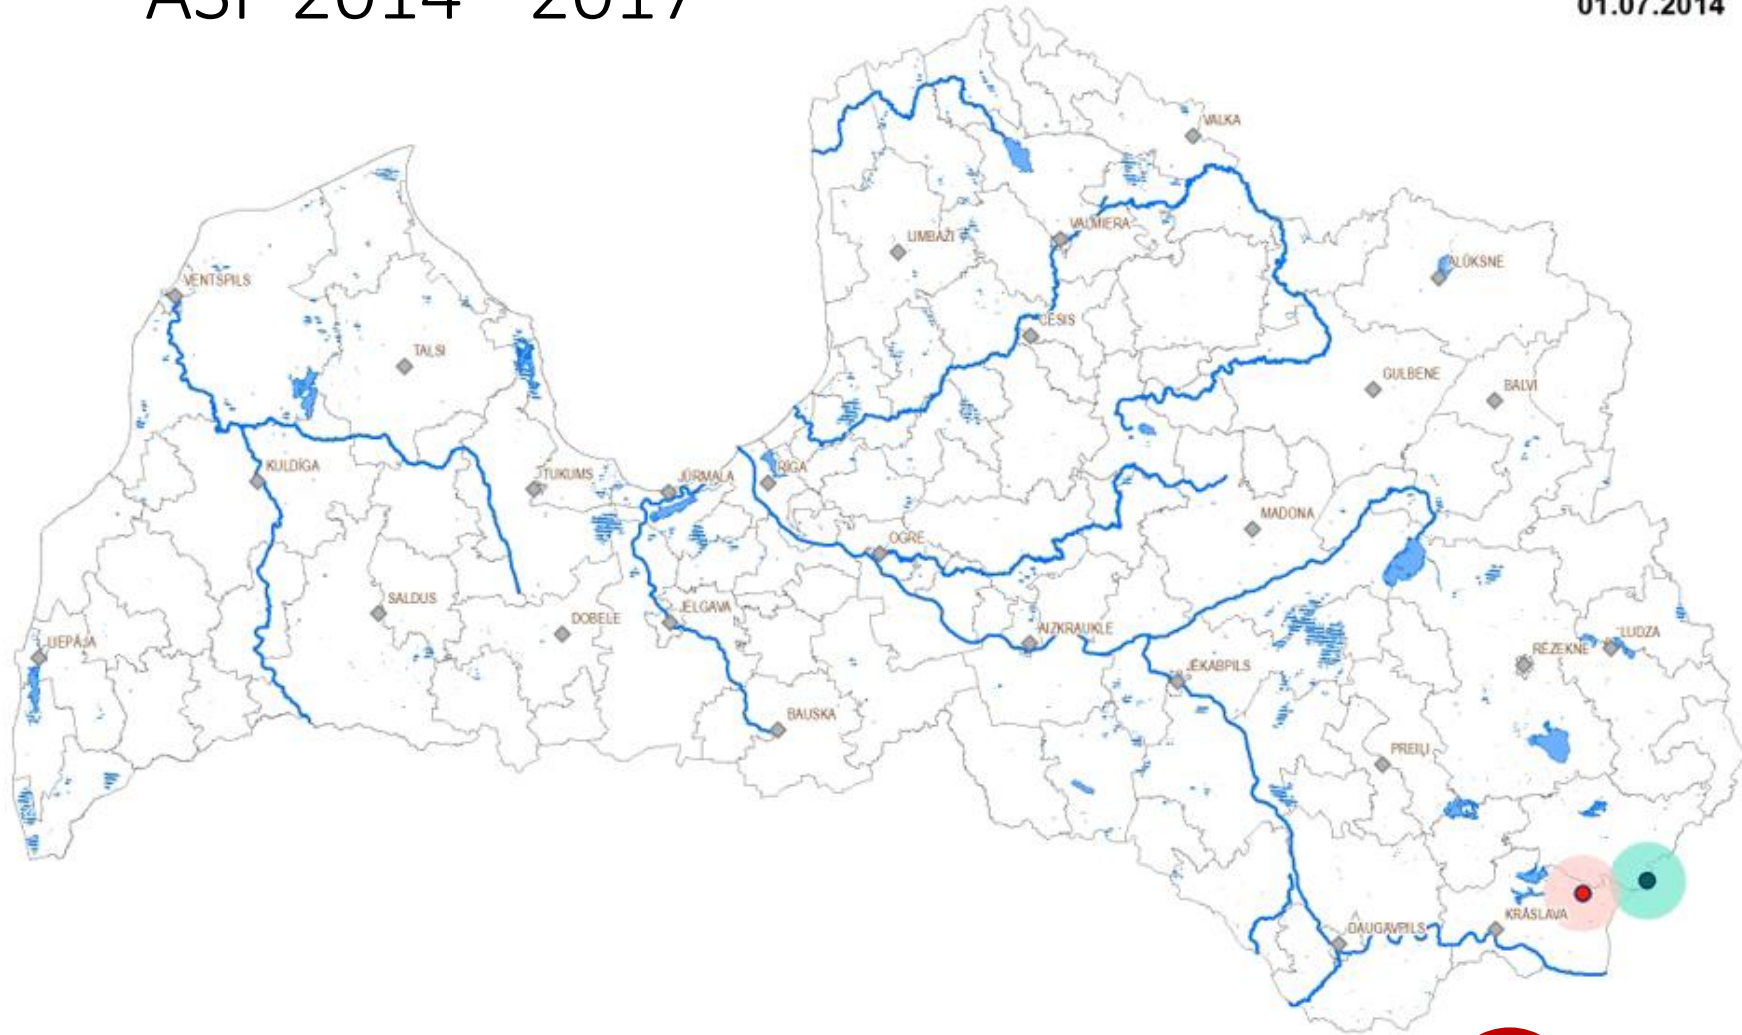 ASF 2014 - 2017
01.07.2014
VALKA
VALMIERA
LIMBAŽI
ALŪKSNE
VENTSPILS
CĒSIS
TALSI
GULBENE
BALVI
KULDĪGA
TUKUMS
JŪRMALA
RĪGA
MADONA
OGRE
SALDUS
DOBELE
JELGAVA
AIZKRAUKLE
LIEPĀJA
LUDZA
RĒZEKNE
JĒKABPILS
BAUSKA
PREIĻI
KRĀSLAVA
DAUGAVPILS